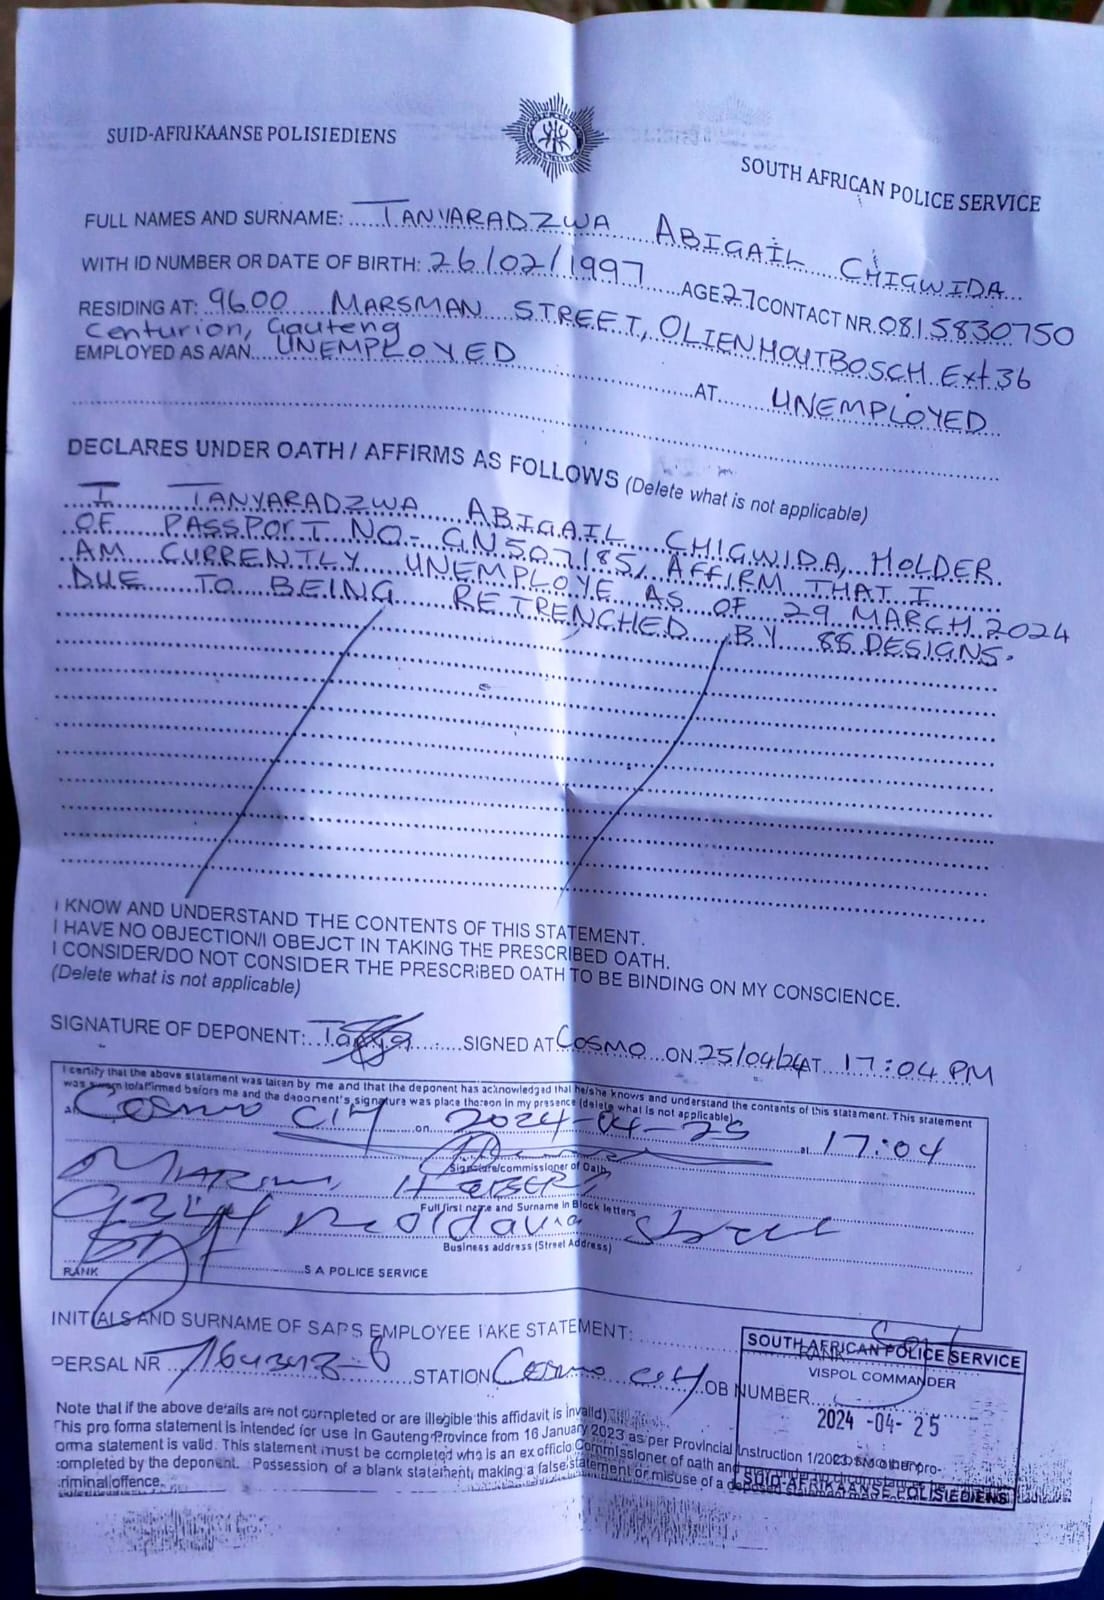 SUID-AFRIKAANSE POLISIEDIENS
SOUTH AFRICAN POLICE SERVICE
FULL NAMES AND SURNAME: TANYARADZWA ABIGAIL CHIGWIDA
WITH ID NUMBER OR DATE OF BIRTH: 26/02/1997 AGE 27 CONTACT NR. 0815830750
RESIDING AT: 9600 MARSMAN STREET, OLIENHOUTBOSCH Ext 36
Centurion, Gauteng
EMPLOYED AS A/AN UNEMPLOYED AT UNEMPLOYED
DECLARES UNDER OATH / AFFIRMS AS FOLLOWS (Delete what is not applicable)
I TANYARADZWA ABIGAIL CHIGWIDA, HOLDER
OF PASSPORT NO- GN507185, AFFIRM THAT I
AM CURRENTLY UNEMPLOYE AS OF 29 MARCH 2024
DUE TO BEING RETRENCHED BY 88 DESIGNS.
I KNOW AND UNDERSTAND THE CONTENTS OF THIS STATEMENT.
I HAVE NO OBJECTION/I OBEJCT IN TAKING THE PRESCRIBED OATH.
I CONSIDER/DO NOT CONSIDER THE PRESCRIBED OATH TO BE BINDING ON MY CONSCIENCE.
(Delete what is not applicable)
SIGNATURE OF DEPONENT: SIGNED AT COSMO ON 25/04/24 AT 17:04 PM
I certify that the above statement was taken by me and that the deponent has acknowledged that he/she knows and understand the contents of this statement. This statement
was sworn to/affirmed before me and the deponent's signature was place thereon in my presence (delete what is not applicable)
At Cosmo City on 2024-04-25 at 17:04
Signature/commissioner of Oath
Full first name and Surname in Block letters
Moldavia Street
Business address (Street Address)
RANK S A POLICE SERVICE
INITIALS AND SURNAME OF SAPS EMPLOYEE TAKE STATEMENT:
PERSAL NR STATION Cosmo City OB NUMBER
SOUTH AFRICAN POLICE SERVICE
VISPOL COMMANDER
2024 -04- 25
SUID-AFRIKAANSE POLISIEDIENS
Note that if the above details are not completed or are illegible this affidavit is invalid)
This pro forma statement is intended for use in Gauteng Province from 16 January 2023 as per Provincial Instruction 1/2023. pro-
orma statement is valid. This statement must be completed who is an ex officio Commissioner of oath and
completed by the deponent. Possession of a blank statement, making a false statement or misuse of a
riminal offence.